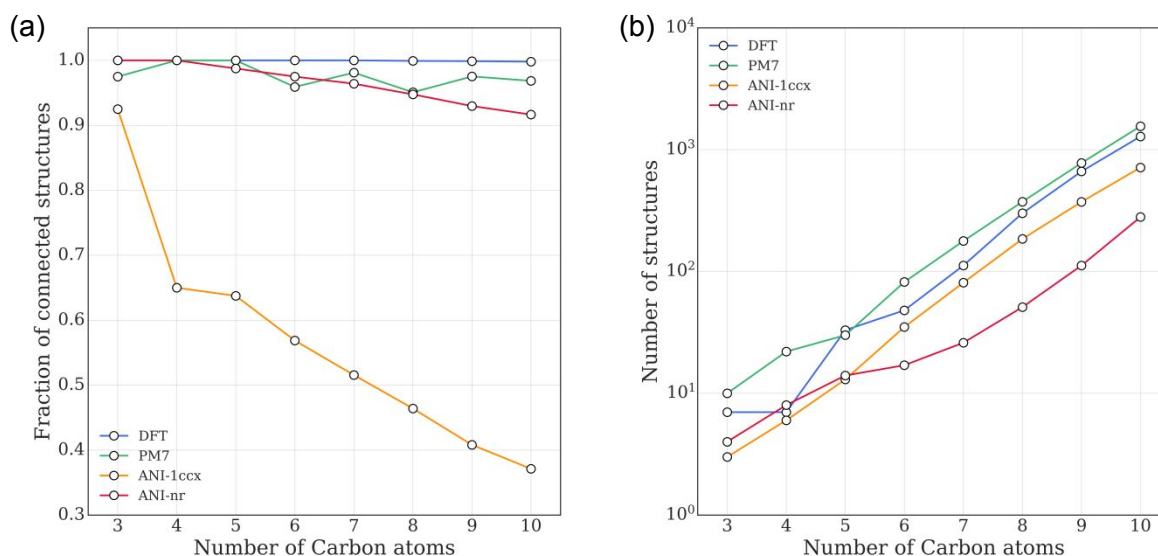 (a)
Fraction of connected structures
1.0
0.9
0.8
0.7
0.6
0.5
0.4
0.3
DFT
PM7
ANI-1ccx
ANI-nr
3 4 5 6 7 8 9 10
Number of Carbon atoms
(b)
Number of structures
10^4
10^3
10^2
10^1
10^0
DFT
PM7
ANI-1ccx
ANI-nr
3 4 5 6 7 8 9 10
Number of Carbon atoms